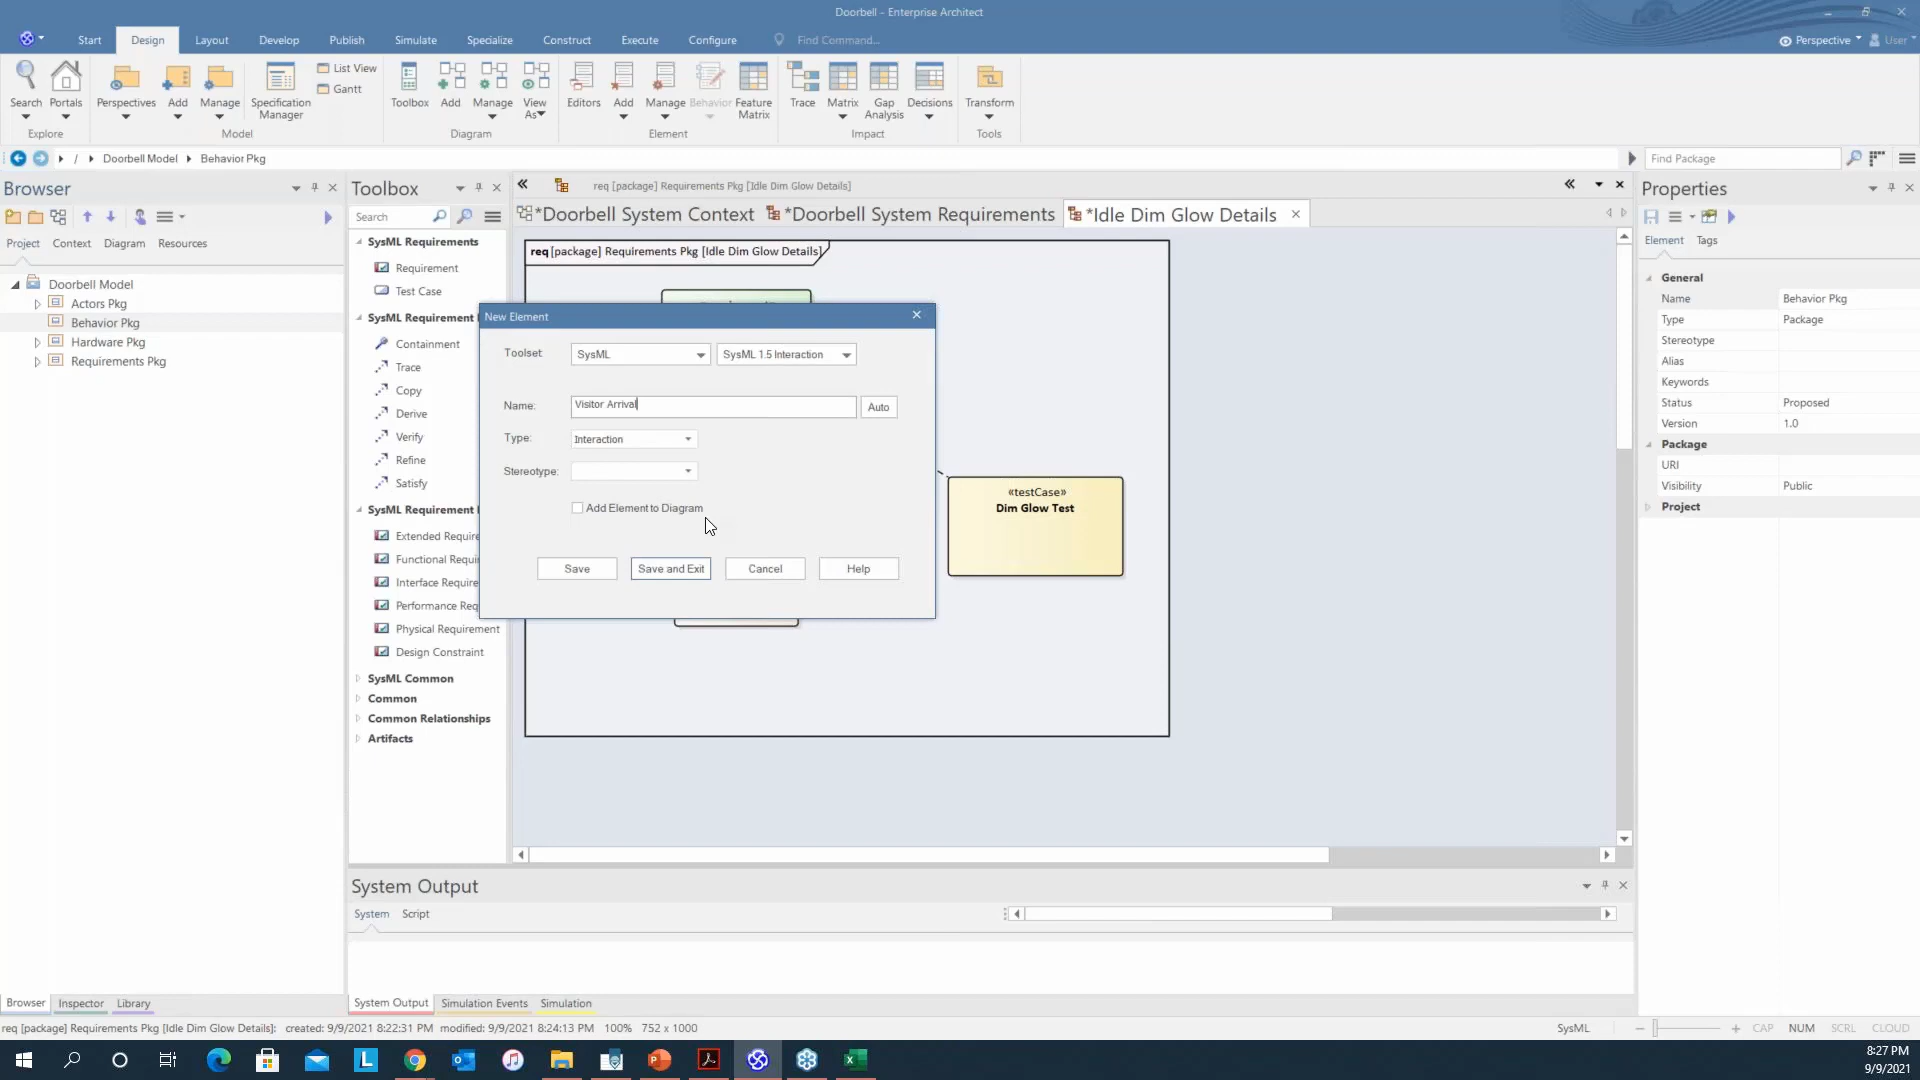 Doorbell - Enterprise Architect
Start Design Layout Develop Publish Simulate Specialize Construct Execute Configure Find Command... Perspective User
Search Portals Perspectives Add Manage Specification Manager List View Gantt Toolbox Add Manage View As Editors Add Manage Behavior Feature Matrix Trace Matrix Gap Analysis Decisions Transform
Explore Model Diagram Element Impact Tools
/ Doorbell Model Behavior Pkg Find Package
Browser
Project Context Diagram Resources
Doorbell Model
Actors Pkg
Behavior Pkg
Hardware Pkg
Requirements Pkg
Toolbox
Search
SysML Requirements
Requirement
Test Case
SysML Requirement
Containment
Trace
Copy
Derive
Verify
Refine
Satisfy
SysML Requirement
Extended Require
Functional Requi
Interface Require
Performance Req
Physical Requirement
Design Constraint
SysML Common
Common
Common Relationships
Artifacts
req [package] Requirements Pkg [Idle Dim Glow Details]
*Doorbell System Context *Doorbell System Requirements *Idle Dim Glow Details
req [package] Requirements Pkg [Idle Dim Glow Details]
New Element
Toolset SysML SysML 1.5 Interaction
Name: Visitor Arrival Auto
Type: Interaction
Stereotype:
Add Element to Diagram
Save Save and Exit Cancel Help
«testCase»
Dim Glow Test
Properties
Element Tags
General
Name Behavior Pkg
Type Package
Stereotype
Alias
Keywords
Status Proposed
Version 1.0
Package
URI
Visibility Public
Project
System Output
System Script
Browser Inspector Library System Output Simulation Events Simulation
req [package] Requirements Pkg [Idle Dim Glow Details]: created: 9/9/2021 8:22:31 PM modified: 9/9/2021 8:24:13 PM 100% 752 x 1000 SysML CAP NUM SCRL CLOUD
8:27 PM
9/9/2021